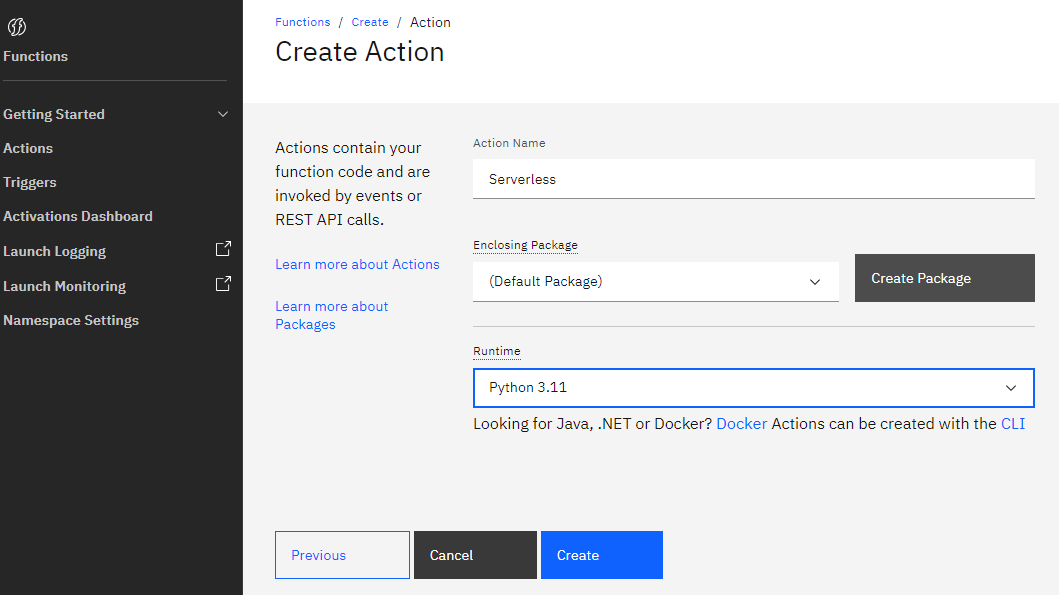 Functions
Getting Started
Actions
Triggers
Activations Dashboard
Launch Logging
Launch Monitoring
Namespace Settings
Functions / Create / Action
Create Action
Actions contain your
function code and are
invoked by events or
REST API calls.
Learn more about Actions
Learn more about
Packages
Action Name
Serverless
Enclosing Package
(Default Package)
Create Package
Runtime
Python 3.11
Looking for Java, .NET or Docker? Docker Actions can be created with the CLI
Previous
Cancel
Create